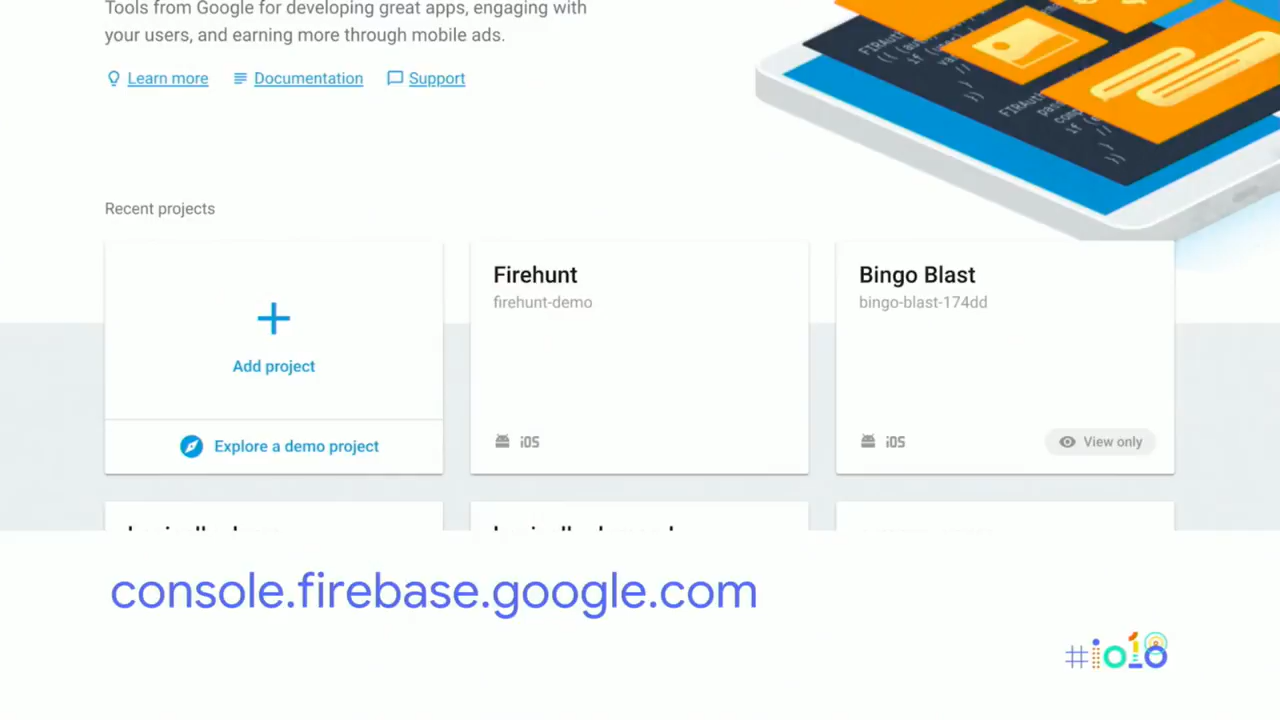 Tools from Google for developing great apps, engaging with
your users, and earning more through mobile ads.
Learn more Documentation Support
Recent projects
Add project
Explore a demo project
Firehunt
firehunt-demo
iOS
Bingo Blast
bingo-blast-174dd
iOS
View only
console.firebase.google.com
#io18